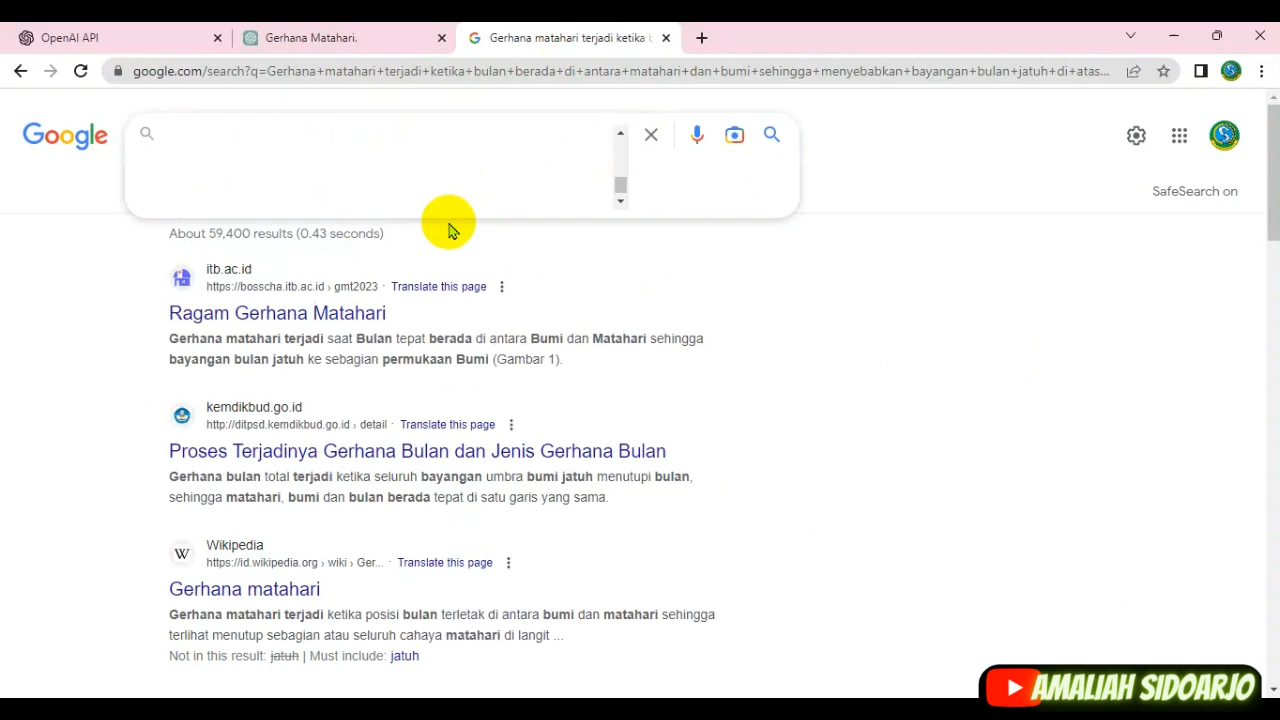 OpenAI API
Gerhana Matahari.
Gerhana matahari terjadi ketika b
google.com/search?q=Gerhana+matahari+terjadi+ketika+bulan+berada+di+antara+matahari+dan+bumi+sehingga+menyebabkan+bayangan+bulan+jatuh+di+atas...
Google
SafeSearch on
About 59,400 results (0.43 seconds)
itb.ac.id
https://bosscha.itb.ac.id › gmt2023 · Translate this page
Ragam Gerhana Matahari
Gerhana matahari terjadi saat Bulan tepat berada di antara Bumi dan Matahari sehingga
bayangan bulan jatuh ke sebagian permukaan Bumi (Gambar 1).
kemdikbud.go.id
http://ditpsd.kemdikbud.go.id › detail · Translate this page
Proses Terjadinya Gerhana Bulan dan Jenis Gerhana Bulan
Gerhana bulan total terjadi ketika seluruh bayangan umbra bumi jatuh menutupi bulan,
sehingga matahari, bumi dan bulan berada tepat di satu garis yang sama.
W
Wikipedia
https://id.wikipedia.org › wiki › Ger... · Translate this page
Gerhana matahari
Gerhana matahari terjadi ketika posisi bulan terletak di antara bumi dan matahari sehingga
terlihat menutup sebagian atau seluruh cahaya matahari di langit ...
Not in this result: jatuh | Must include: jatuh
AMALIAH SIDOARJO